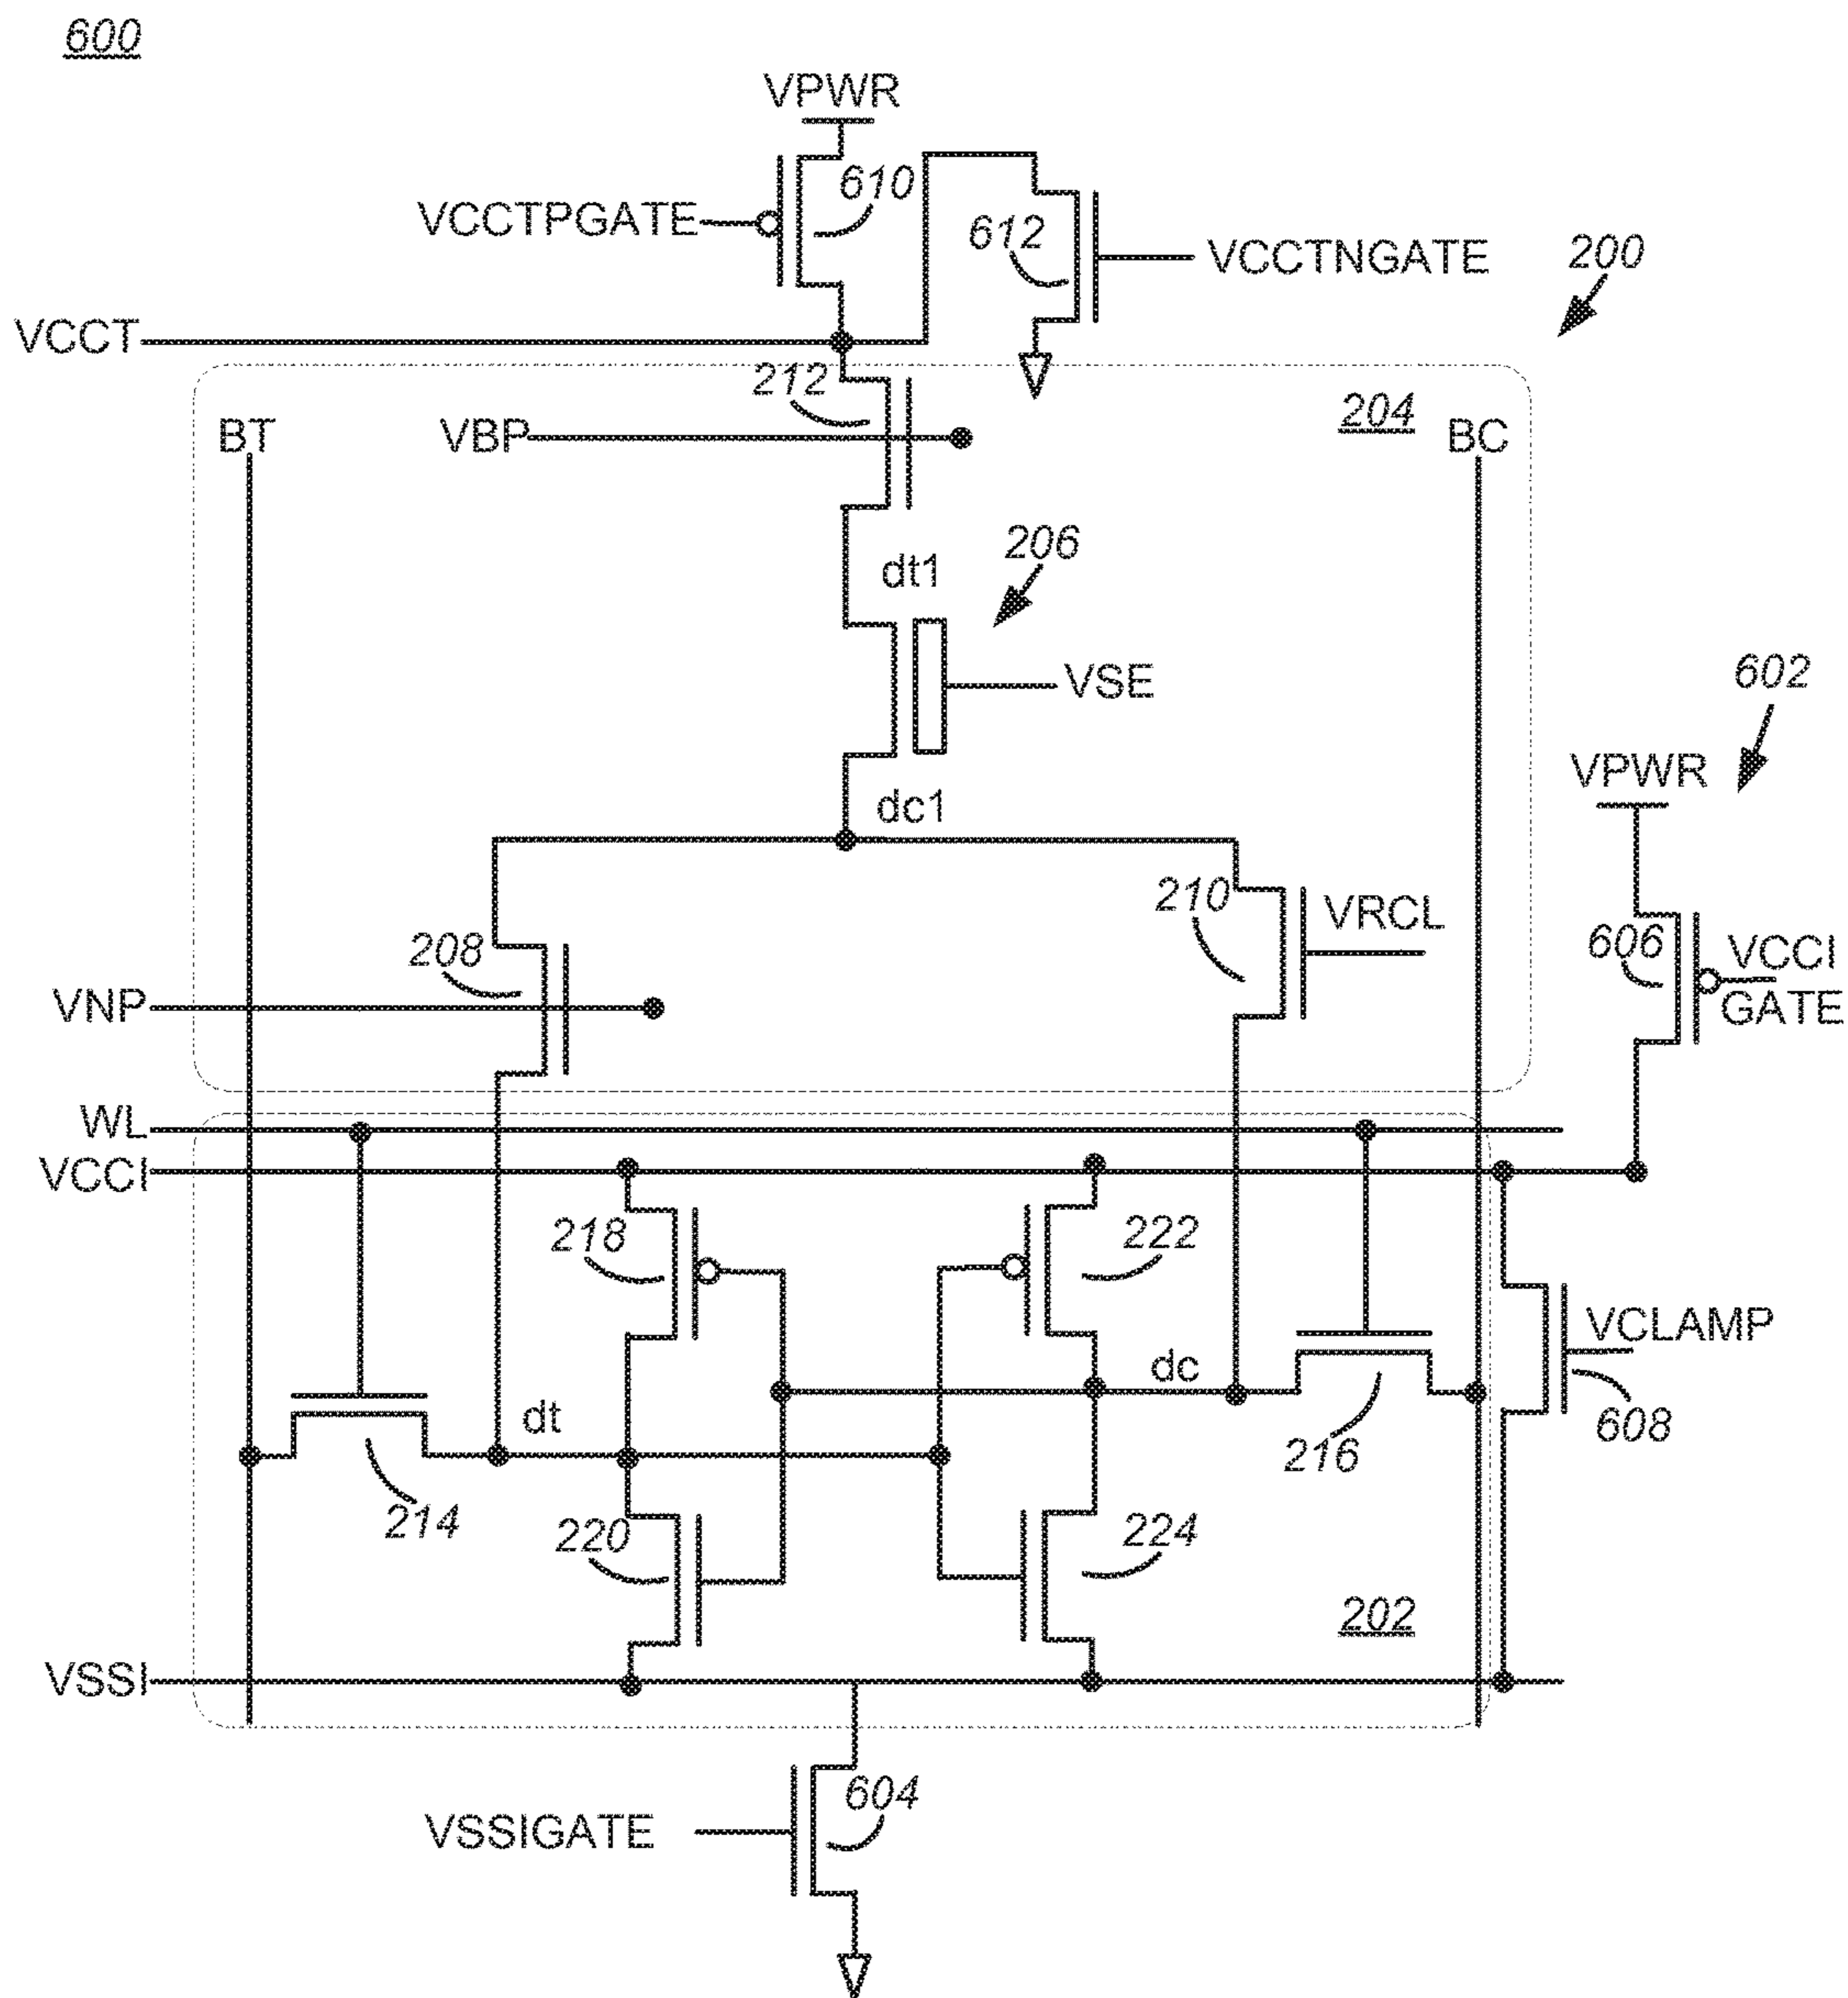 600
VPWR
610
VCCTPGATE
612
VCCTNGATE
200
VCCT
212
204
BT
VBP
BC
dt1
206
VSE
602
VPWR
dc1
210
VRCL
208
606
VCCI
GATE
VNP
WL
VCCI
218
222
VCLAMP
dc
608
dt
216
214
220
224
202
VSSI
604
VSSIGATE